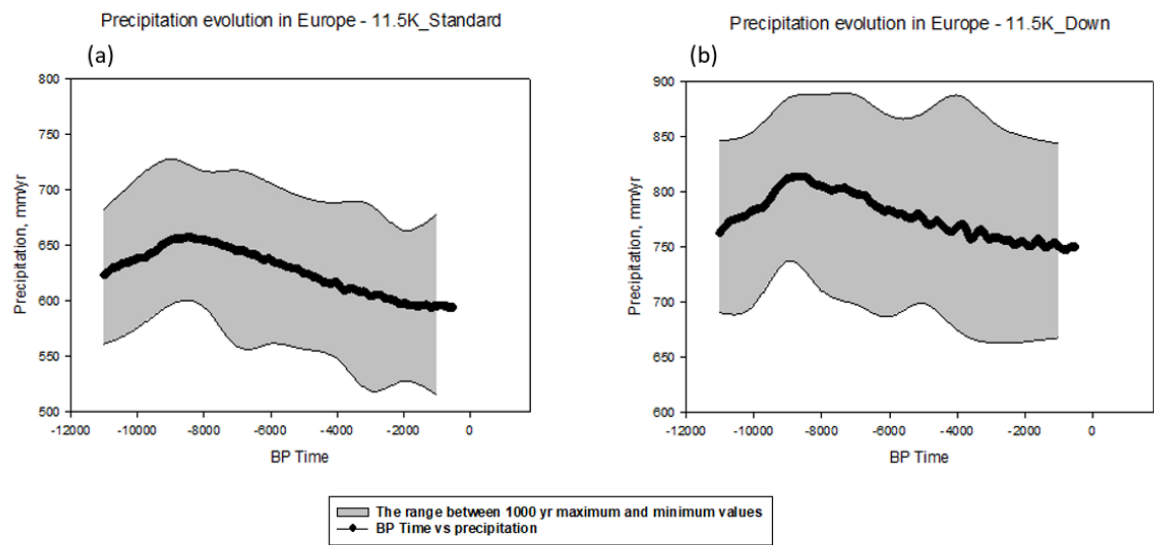 Precipitation evolution in Europe - 11.5K_Standard
(a)
800
750
700
650
600
550
500
Precipitation, mm/yr
-12000 -10000 -8000 -6000 -4000 -2000 0
BP Time
Precipitation evolution in Europe - 11.5K_Down
(b)
900
850
800
750
700
650
600
Precipitation, mm/yr
-12000 -10000 -8000 -6000 -4000 -2000 0
BP Time
The range between 1000 yr maximum and minimum values
BP Time vs precipitation